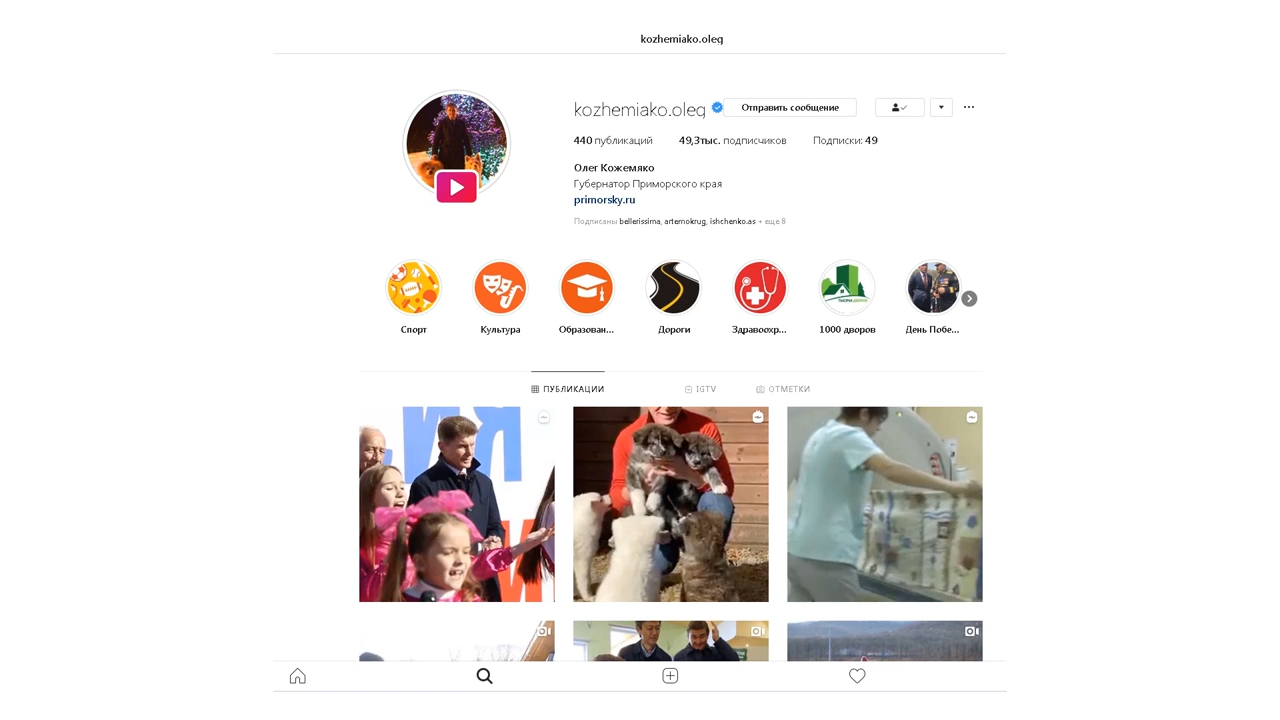 kozhemiako.oleg
kozhemiako.oleg Отправить сообщение
440 публикаций 49,3тыс. подписчиков Подписки: 49
Олег Кожемяко
Губернатор Приморского края
primorsky.ru
Подписаны bellerissima, artemokrug, ishchenko.as + еще 8
Спорт Культура Образован... Дороги Здравоохр... 1000 дворов День Побе...
ПУБЛИКАЦИИ IGTV ОТМЕТКИ